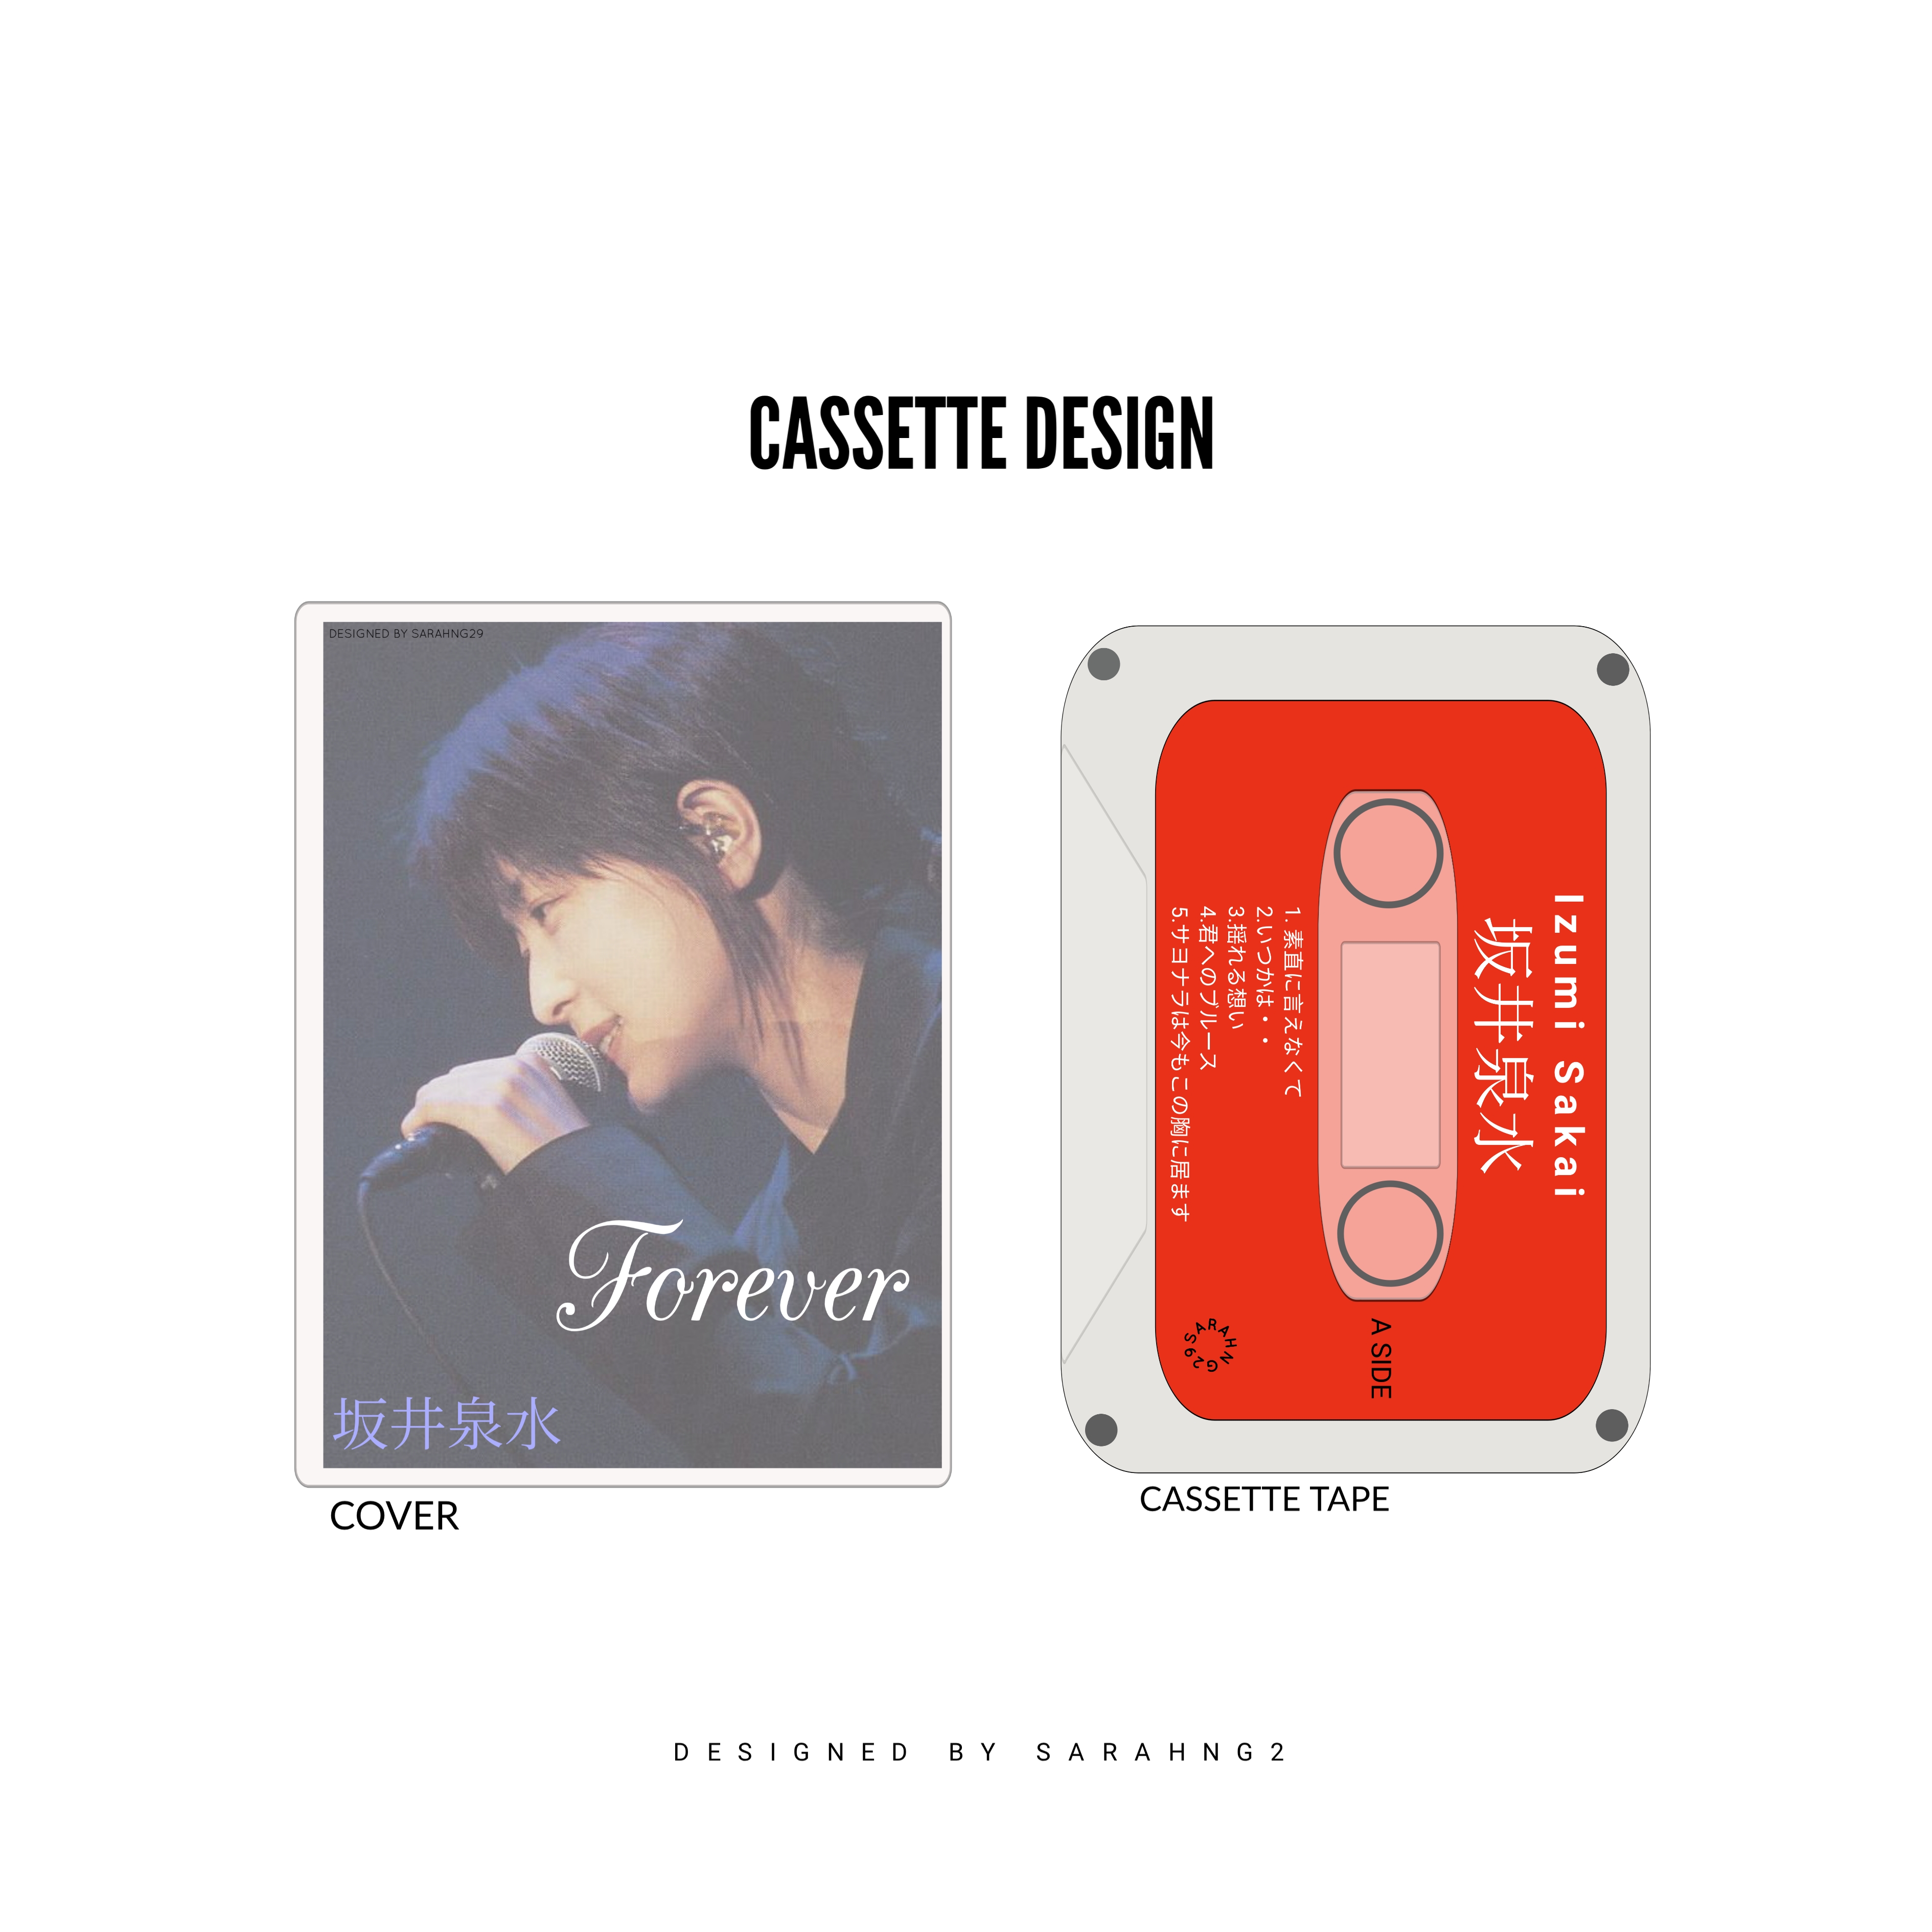 CASSETTE DESIGN
DESIGNED BY SARAHNG29
Forever
坂井泉水
COVER
Izumi Sakai
坂井泉水
A SIDE
1. 素直に言えなくて
2.いつかは・・
3.揺れる想い
4.君へのブルース
5.サヨナラは今もこの胸に居ます
SARAHNG29
CASSETTE TAPE
DESIGNED BY SARAHNG2